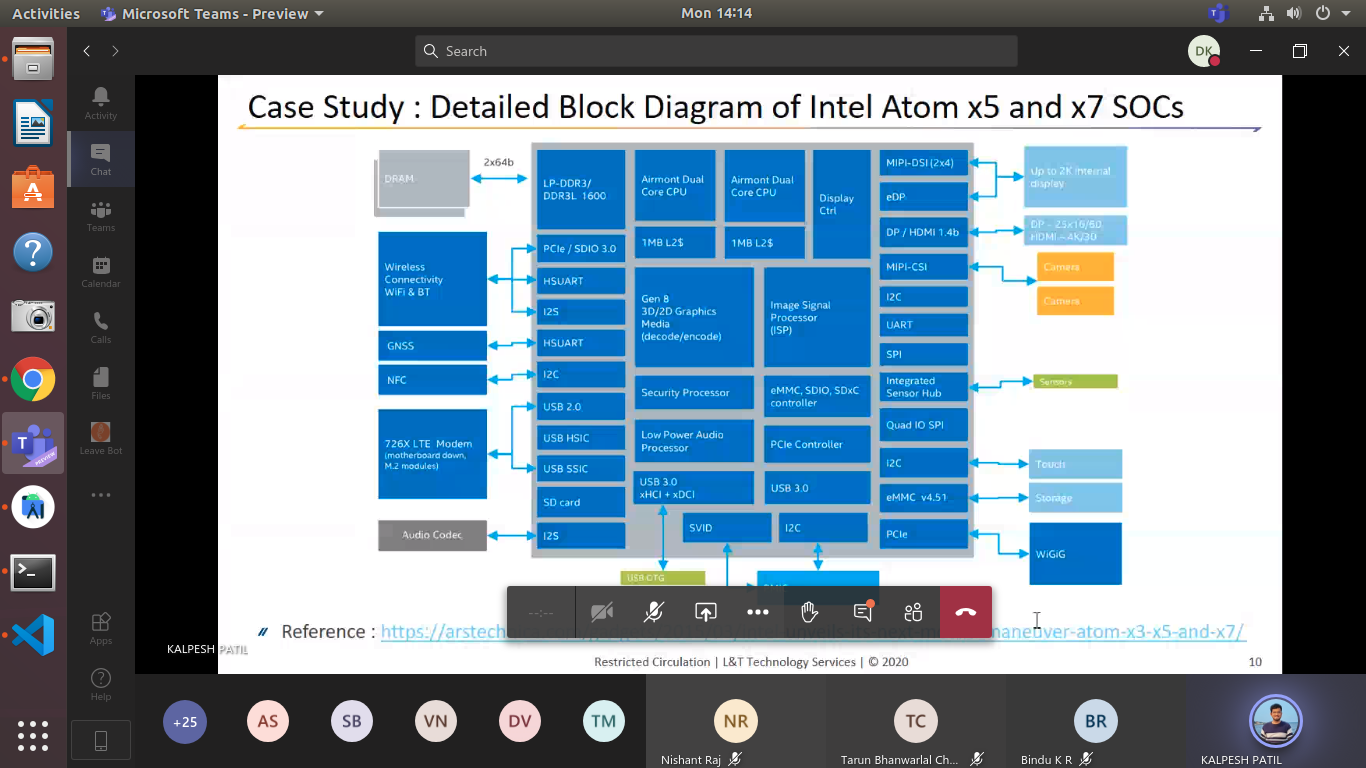 Activities
Microsoft Teams - Preview
Mon 14:14
Search
DK
Activity
Chat
Teams
Calendar
Calls
Files
Leave Bot
Apps
Help
Case Study : Detailed Block Diagram of Intel Atom x5 and x7 SOCs
DRAM
2x64b
Wireless
Connectivity
WiFi & BT
GNSS
NFC
726X LTE Modem
(motherboard down,
M.2 modules)
Audio Codec
LP-DDR3/
DDR3L 1600
PCIe / SDIO 3.0
HSUART
I2S
HSUART
I2C
USB 2.0
USB HSIC
USB SSIC
SD card
I2S
Airmont Dual
Core CPU
Airmont Dual
Core CPU
Display
Ctrl
1MB L2$
1MB L2$
Gen 8
3D/2D Graphics
Media
(decode/encode)
Image Signal
Processor
(ISP)
Security Processor
eMMC, SDIO, SDxC
controller
Low Power Audio
Processor
PCIe Controller
USB 3.0
xHCI + xDCI
USB 3.0
SVID
I2C
USB OTG
MIPI-DSI (2x4)
eDP
DP / HDMI 1.4b
MIPI-CSI
I2C
UART
SPI
Integrated
Sensor Hub
Quad IO SPI
I2C
eMMC v4.51
PCIe
Up to 2K internal
display
DP – 25x16/60
HDMI – 4K/30
Camera
Camera
Sensors
Touch
Storage
WiGiG
--:--
Reference : https://arstech maneuver-atom-x3-x5-and-x7/
KALPESH PATIL
Restricted Circulation | L&T Technology Services | © 2020
10
+25
AS
SB
VN
DV
TM
NR
Nishant Raj
TC
Tarun Bhanwarlal Ch...
BR
Bindu K R
KALPESH PATIL